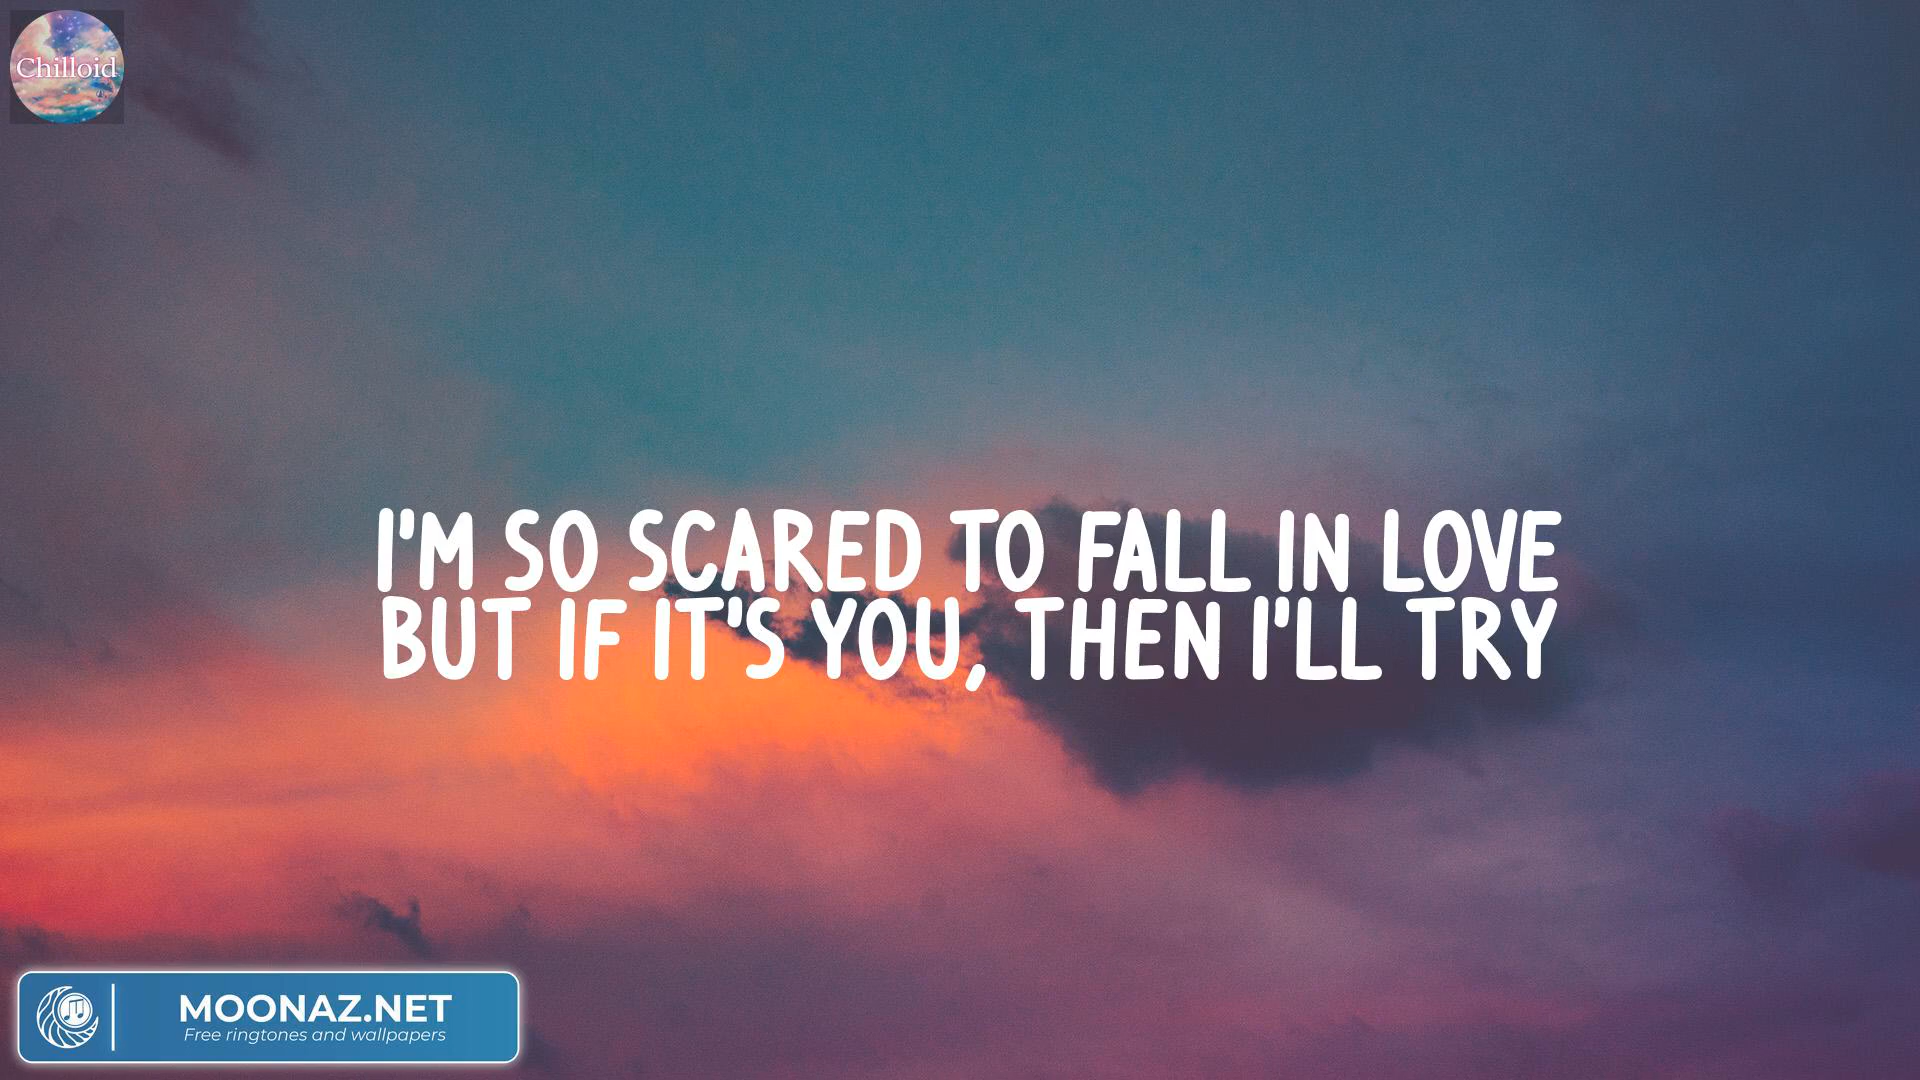 Chilloid
I'M SO SCARED TO FALL IN LOVE
BUT IF IT'S YOU, THEN I'LL TRY
MOONAZ.NET
Free ringtones and wallpapers